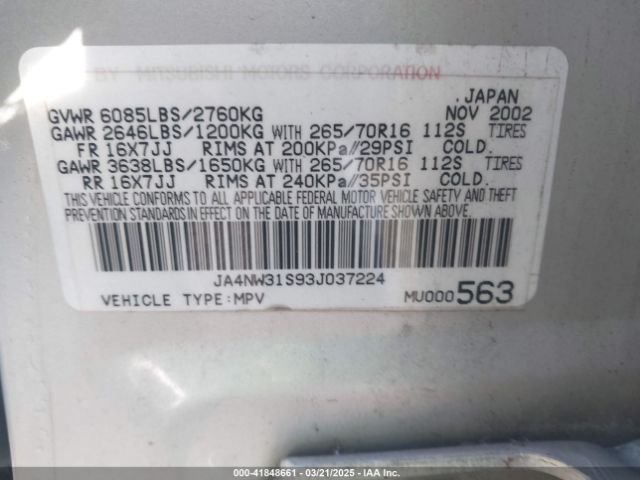 BY MITSUBISHI MOTORS CORPORATION
JAPAN
GVWR 6085LBS/2760KG NOV 2002
GAWR 2646LBS/1200KG WITH 265/70R16 112S TIRES
FR 16X7JJ RIMS AT 200KPa//29PSI COLD.
GAWR 3638LBS/1650KG WITH 265/70R16 112S TIRES
RR 16X7JJ RIMS AT 240KPa//35PSI COLD.
THIS VEHICLE CONFORMS TO ALL APPLICABLE FEDERAL MOTOR VEHICLE SAFETY AND THEFT
PREVENTION STANDARDS IN EFFECT ON THE DATE OF MANUFACTURE SHOWN ABOVE.
JA4NW31S93J037224
VEHICLE TYPE:MPV MU000563
000-41848661 / 03/21/2025 - IAA, Inc.